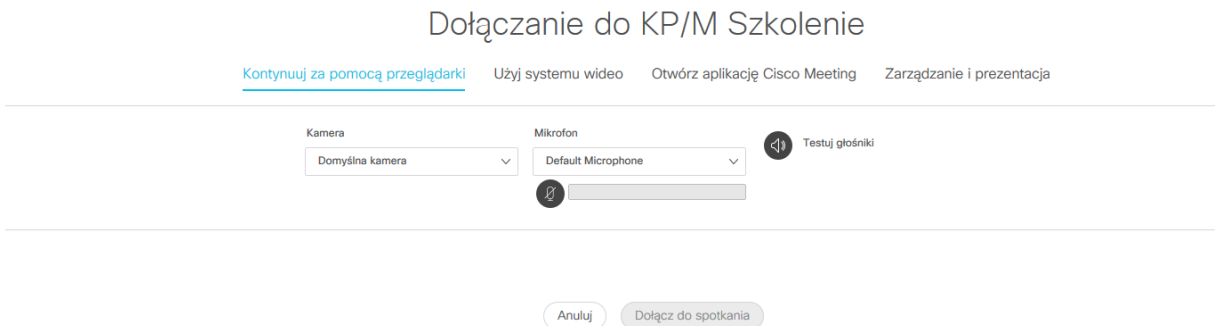 Dołączanie do KP/M Szkolenie
Kontynuuj za pomocą przeglądarki Użyj systemu wideo Otwórz aplikację Cisco Meeting Zarządzanie i prezentacja
Kamera Mikrofon
Domyślna kamera Default Microphone Testuj głośniki
Anuluj Dołącz do spotkania